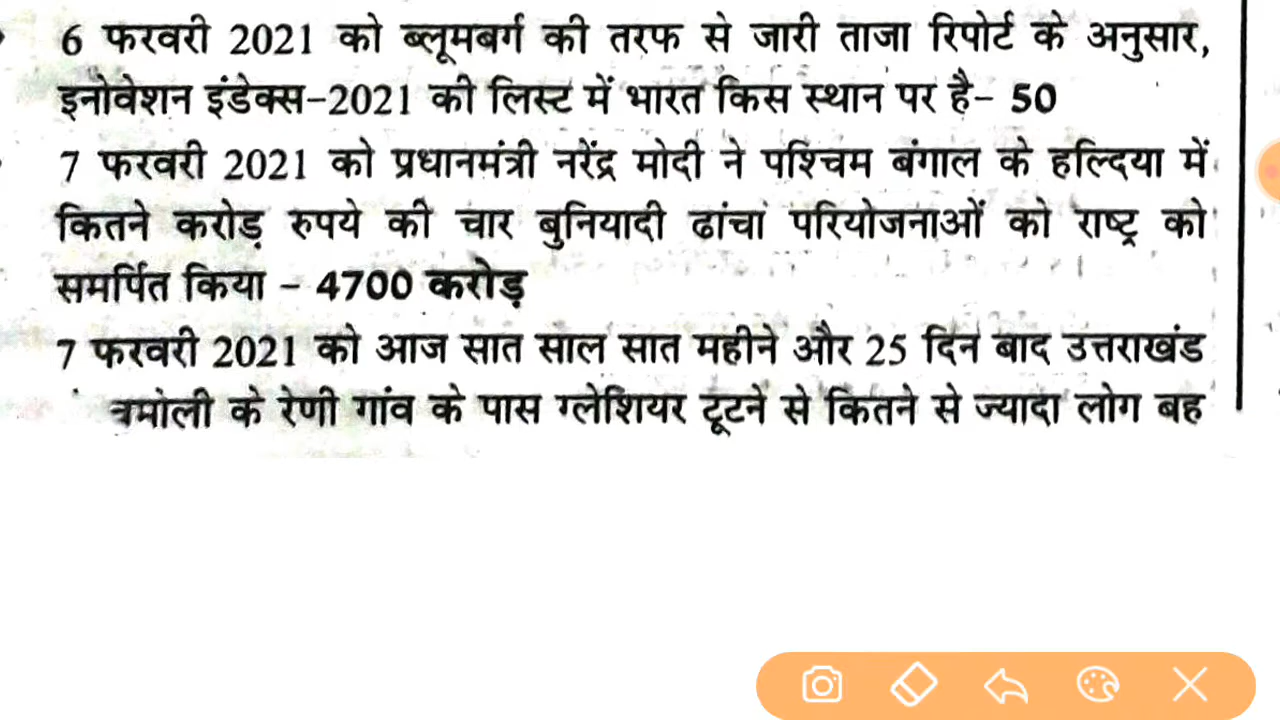 6 फरवरी 2021 को ब्लूमबर्ग की तरफ से जारी ताजा रिपोर्ट के अनुसार,
इनोवेशन इंडेक्स-2021 की लिस्ट में भारत किस स्थान पर है- 50
7 फरवरी 2021 को प्रधानमंत्री नरेंद्र मोदी ने पश्चिम बंगाल के हल्दिया में
कितने करोड़ रुपये की चार बुनियादी ढांचा परियोजनाओं को राष्ट्र को
समर्पित किया - 4700 करोड़
7 फरवरी 2021 को आज सात साल सात महीने और 25 दिन बाद उत्तराखंड
के रेणी गांव के पास ग्लेशियर टूटने से कितने से ज्यादा लोग बह